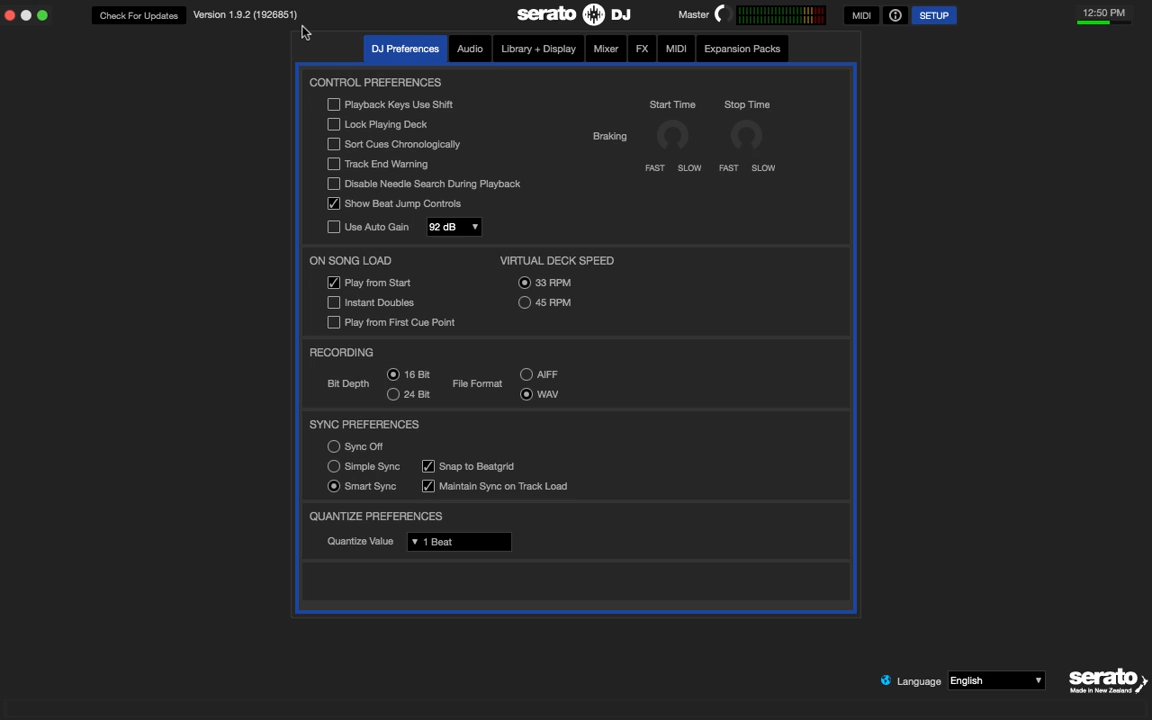 Check For Updates Version 1.9.2 (1926851) serato DJ Master MIDI SETUP 12:50 PM
DJ Preferences Audio Library + Display Mixer FX MIDI Expansion Packs
CONTROL PREFERENCES
Playback Keys Use Shift Start Time Stop Time
Lock Playing Deck
Braking
Sort Cues Chronologically
Track End Warning FAST SLOW FAST SLOW
Disable Needle Search During Playback
Show Beat Jump Controls
Use Auto Gain 92 dB
ON SONG LOAD VIRTUAL DECK SPEED
Play from Start 33 RPM
Instant Doubles 45 RPM
Play from First Cue Point
RECORDING
16 Bit AIFF
Bit Depth File Format
24 Bit WAV
SYNC PREFERENCES
Sync Off
Simple Sync Snap to Beatgrid
Smart Sync Maintain Sync on Track Load
QUANTIZE PREFERENCES
Quantize Value 1 Beat
Language English serato
Made in New Zealand